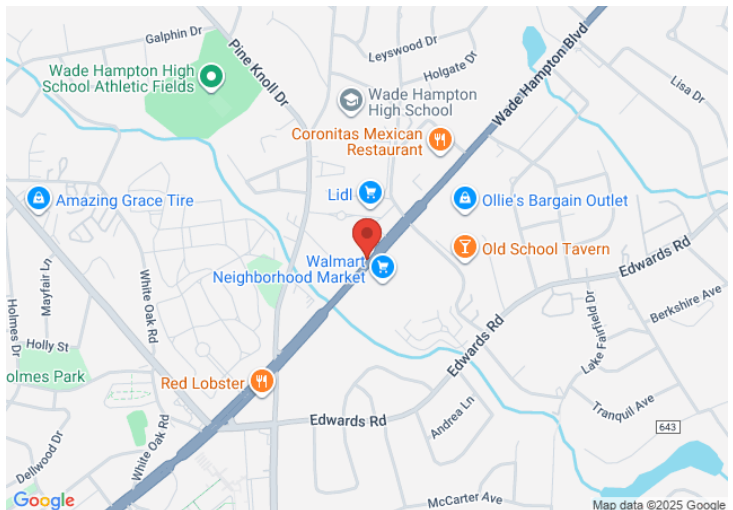 Galphin Dr
Pine Knoll Dr
Leyswood Dr
Holgate Dr
Wade Hampton Blvd
Wade Hampton High
School Athletic Fields
Wade Hampton
High School
Lisa Dr
Coronitas Mexican
Restaurant
Amazing Grace Tire
Lidl
Ollie's Bargain Outlet
Old School Tavern
Walmart
Neighborhood Market
Edwards Rd
Mayfair Ln
White Oak Rd
Holmes Dr
Holly St
olmes Park
Red Lobster
Edwards Rd
Lake Fairfield Dr
Berkshire Ave
Edwards Rd
Andrea Ln
Tranquil Ave
643
White Oak Rd
Dellwood Dr
McCarter Ave
Google
Map data ©2025 Google